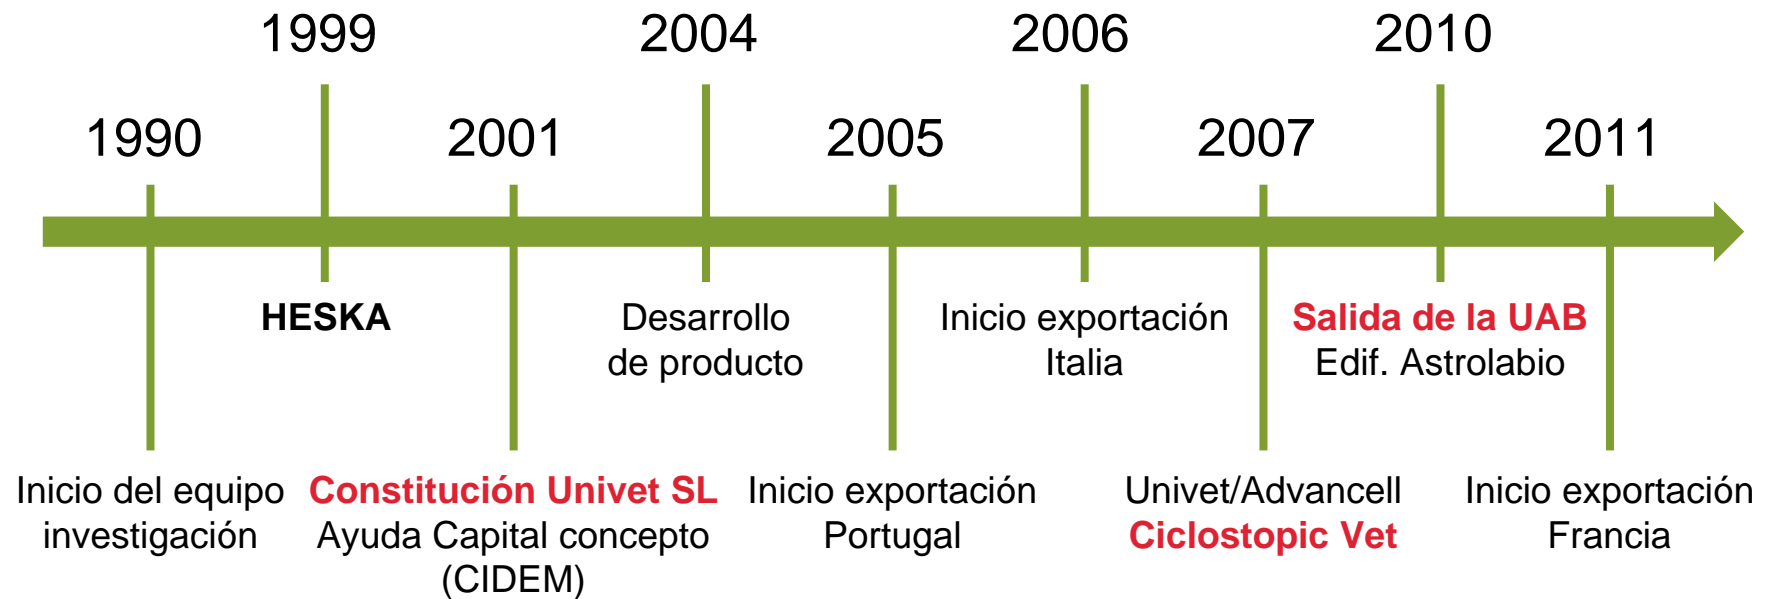 1999
2004
2006
2010
1990
2001
2005
2007
2011
HESKA
Desarrollo
de producto
Inicio exportación
Italia
Salida de la UAB
Edif. Astrolabio
Inicio del equipo
investigación
Constitución Univet SL
Ayuda Capital concepto
(CIDEM)
Inicio exportación
Portugal
Univet/Advancell
Ciclostopic Vet
Inicio exportación
Francia